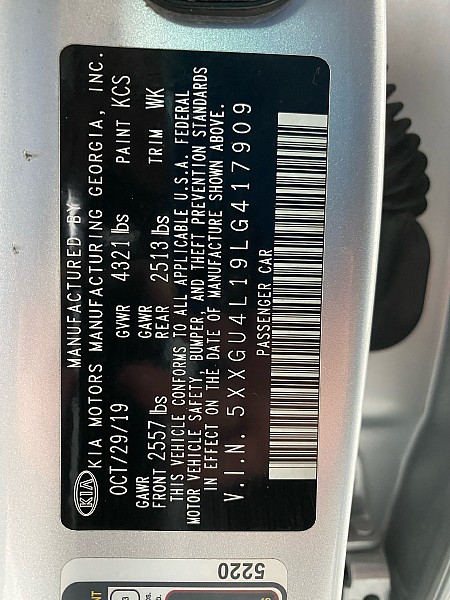 MANUFACTURED BY
KIA KIA MOTORS MANUFACTURING GEORGIA, INC.
OCT/29/19 GVWR 4321 lbs PAINT KCS
GAWR FRONT 2557 lbs GAWR REAR 2513 lbs TRIM WK
THIS VEHICLE CONFORMS TO ALL APPLICABLE U.S.A. FEDERAL
MOTOR VEHICLE SAFETY, BUMPER, AND THEFT PREVENTION STANDARDS
IN EFFECT ON THE DATE OF MANUFACTURE SHOWN ABOVE.
V.I.N. 5XXGU4L19LG417909
PASSENGER CAR
5220